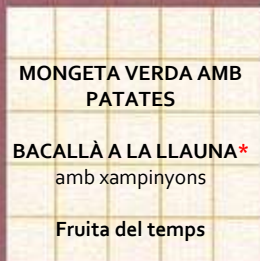 MONGETA VERDA AMB
PATATES
BACALLÀ A LA LLAUNA*
amb xampinyons
Fruita del temps